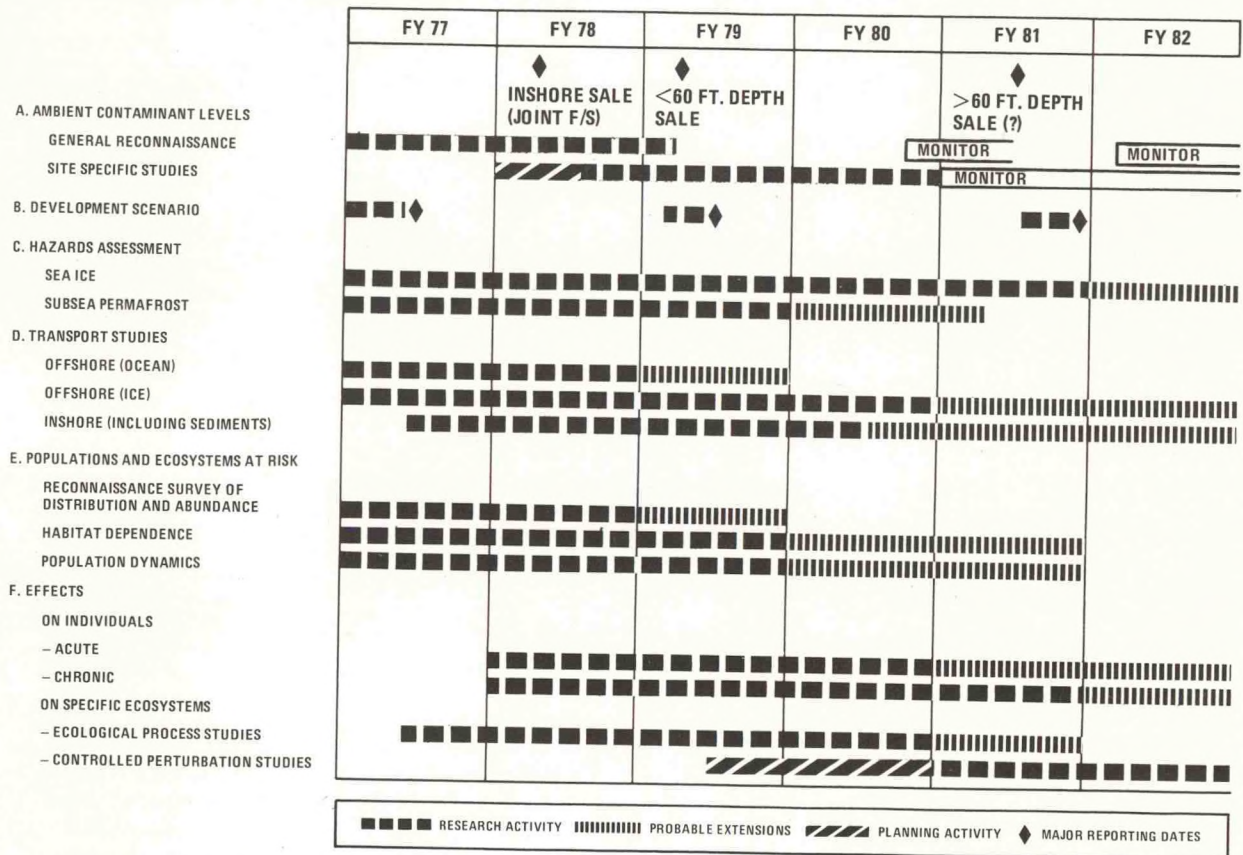 FY 77 FY 78 FY 79 FY 80 FY 81 FY 82
INSHORE SALE
(JOINT F/S)
<60 FT. DEPTH
SALE
>60 FT. DEPTH
SALE (?)
A. AMBIENT CONTAMINANT LEVELS
GENERAL RECONNAISSANCE
MONITOR
MONITOR
SITE SPECIFIC STUDIES
MONITOR
B. DEVELOPMENT SCENARIO
C. HAZARDS ASSESSMENT
SEA ICE
SUBSEA PERMAFROST
D. TRANSPORT STUDIES
OFFSHORE (OCEAN)
OFFSHORE (ICE)
INSHORE (INCLUDING SEDIMENTS)
E. POPULATIONS AND ECOSYSTEMS AT RISK
RECONNAISSANCE SURVEY OF
DISTRIBUTION AND ABUNDANCE
HABITAT DEPENDENCE
POPULATION DYNAMICS
F. EFFECTS
ON INDIVIDUALS
– ACUTE
– CHRONIC
ON SPECIFIC ECOSYSTEMS
– ECOLOGICAL PROCESS STUDIES
– CONTROLLED PERTURBATION STUDIES
RESEARCH ACTIVITY PROBABLE EXTENSIONS PLANNING ACTIVITY MAJOR REPORTING DATES